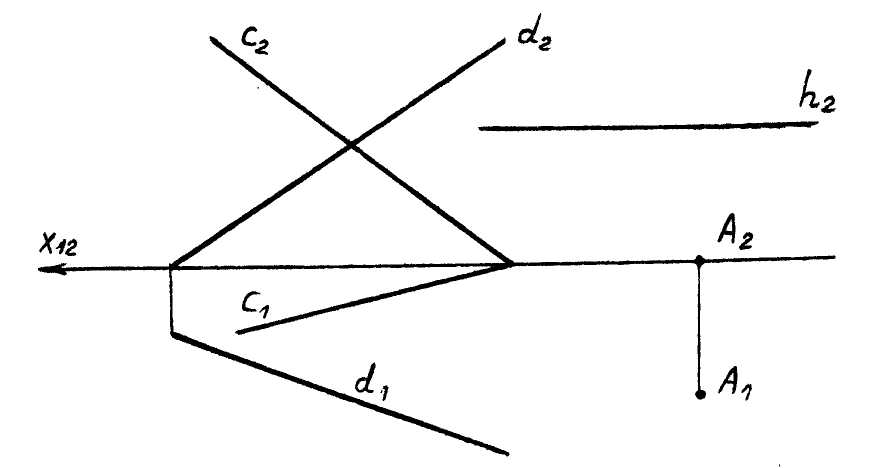 c₂
d₂
h₂
x₁₂
A₂
c₁
d₁
A₁